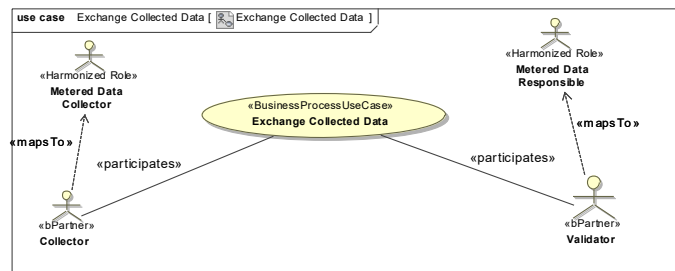 use case Exchange Collected Data [ Exchange Collected Data ]
«Harmonized Role»
Metered Data
Collector
«Harmonized Role»
Metered Data
Responsible
«BusinessProcessUseCase»
Exchange Collected Data
«mapsTo»
«mapsTo»
«participates»
«participates»
«bPartner»
Collector
«bPartner»
Validator